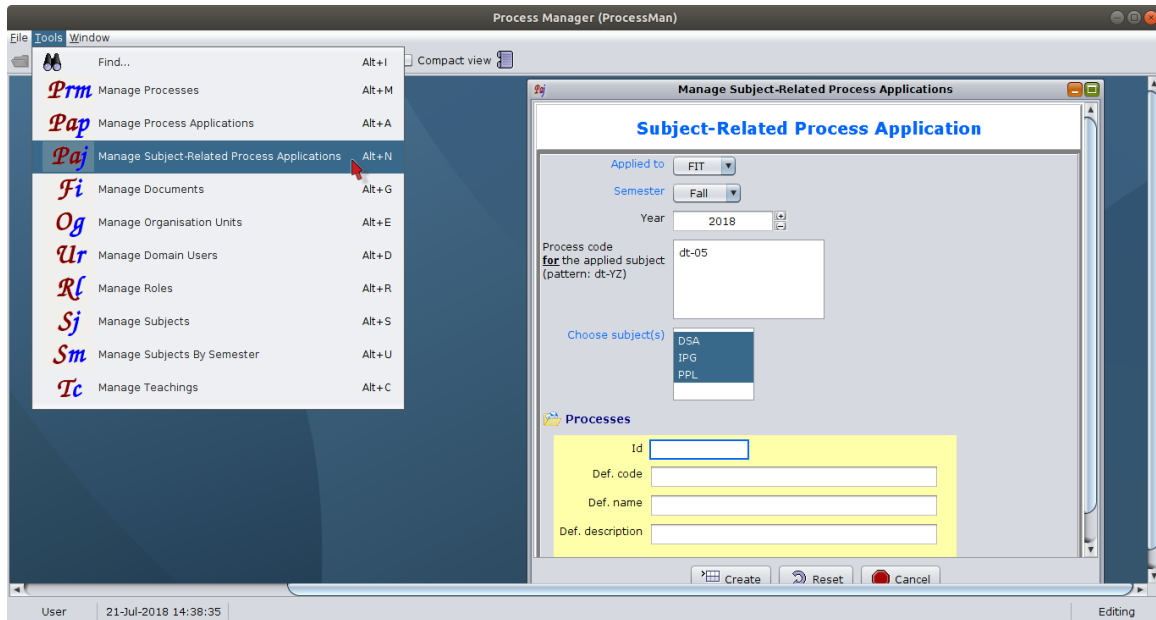 Process Manager (ProcessMan)
File Tools Window
Find... Alt+I
Compact view
Prm Manage Processes Alt+M
Pap Manage Process Applications Alt+A
Paj Manage Subject-Related Process Applications Alt+N
Fi Manage Documents Alt+G
Og Manage Organisation Units Alt+E
Ur Manage Domain Users Alt+D
Rl Manage Roles Alt+R
Sj Manage Subjects Alt+S
Sm Manage Subjects By Semester Alt+U
Tc Manage Teachings Alt+C
Paj Manage Subject-Related Process Applications
Subject-Related Process Application
Applied to FIT
Semester Fall
Year 2018
Process code
for the applied subject
(pattern: dt-YZ)
dt-05
Choose subject(s)
DSA
IPG
PPL
Processes
Id
Def. code
Def. name
Def. description
Create Reset Cancel
User 21-Jul-2018 14:38:35 Editing